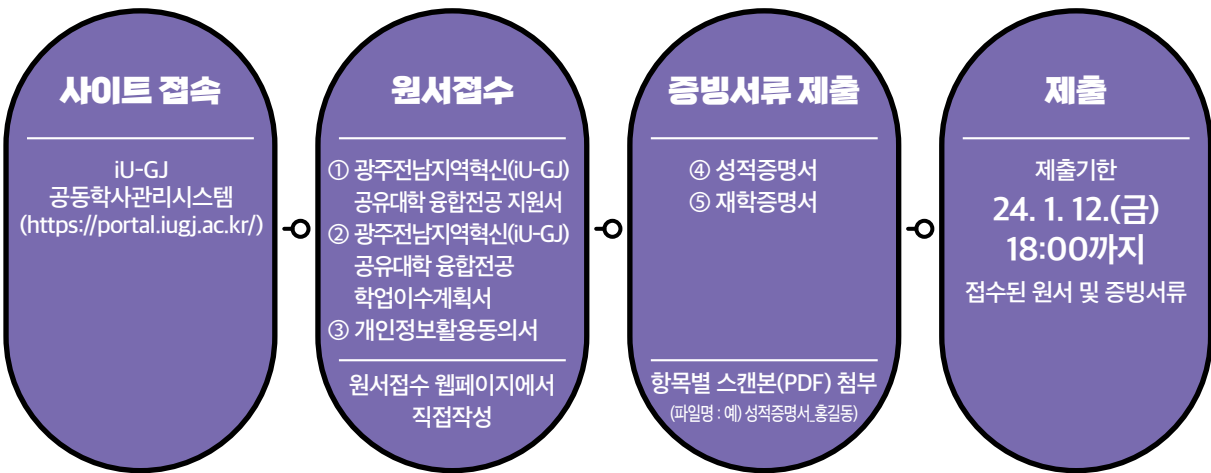 사이트 접속
iU-GJ
공동학사관리시스템
(https://portal.iugj.ac.kr/)
원서접수
① 광주전남지역혁신(iU-GJ)
공유대학 융합전공 지원서
② 광주전남지역혁신(iU-GJ)
공유대학 융합전공
학업이수계획서
③ 개인정보활용동의서
원서접수 웹페이지에서
직접작성
증빙서류 제출
④ 성적증명서
⑤ 재학증명서
항목별 스캔본(PDF) 첨부
(파일명 : 예) 성적증명서_홍길동)
제출
제출기한
24. 1. 12.(금)
18:00까지
접수된 원서 및 증빙서류